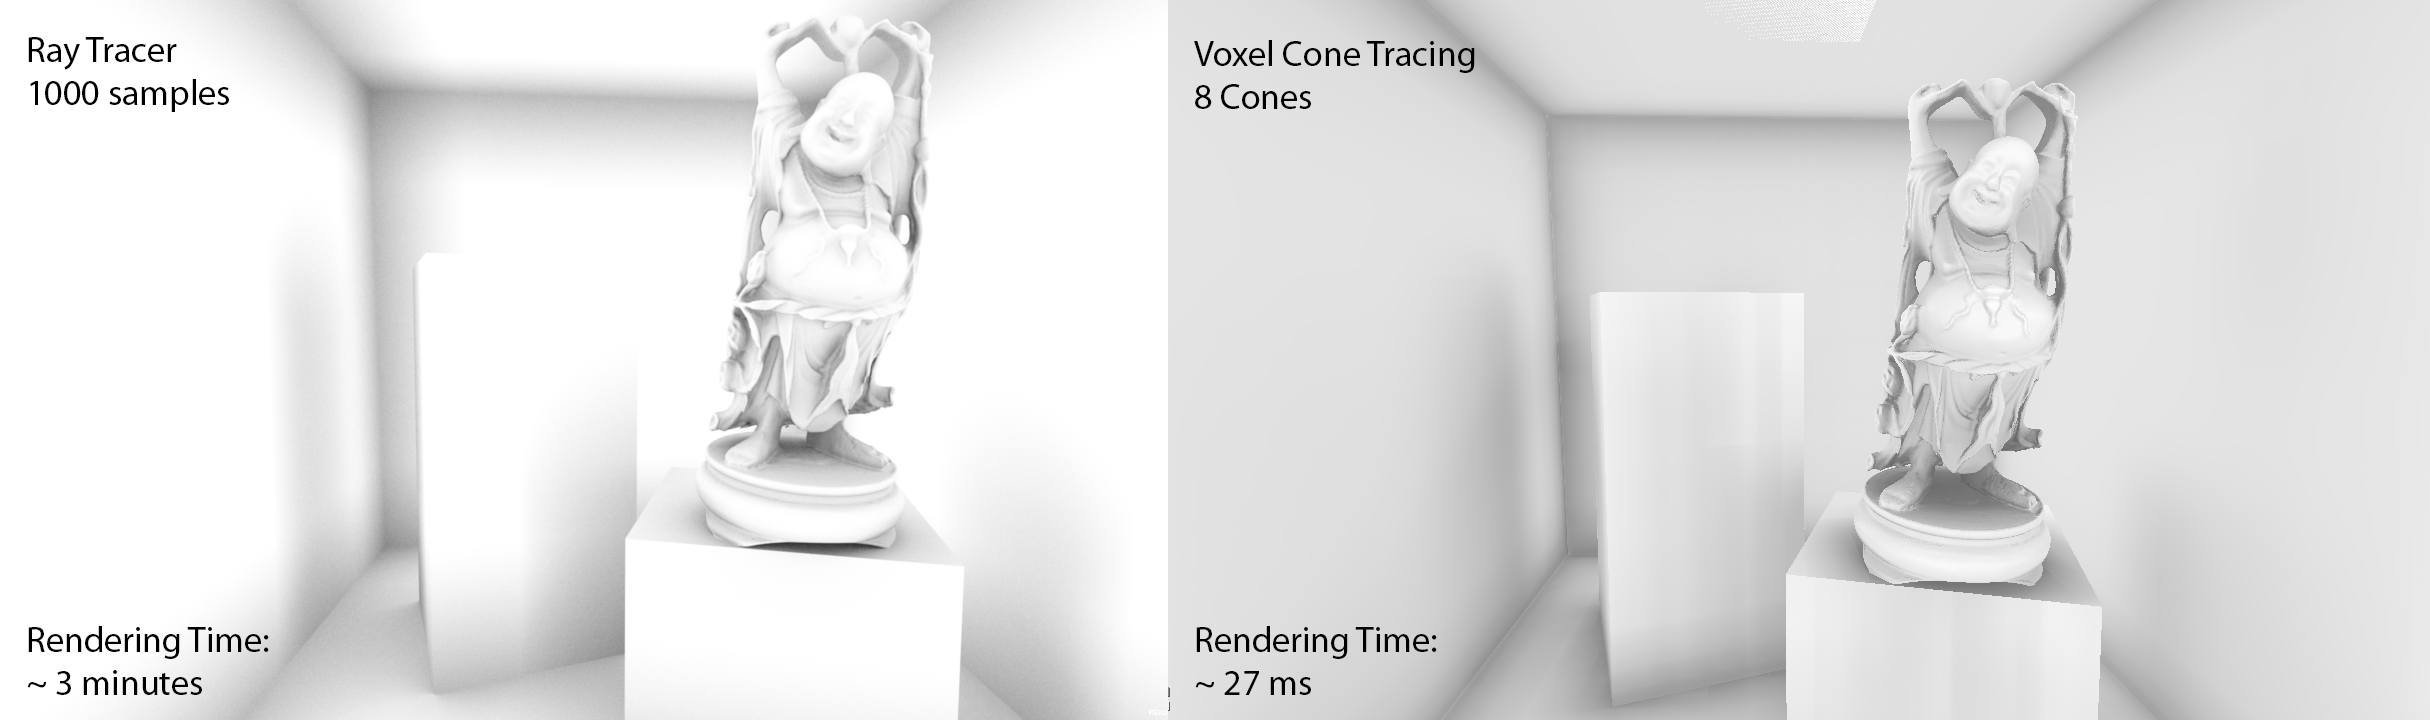 Ray Tracer
1000 samples
Rendering Time:
~ 3 minutes
Voxel Cone Tracing
8 Cones
Rendering Time:
~ 27 ms